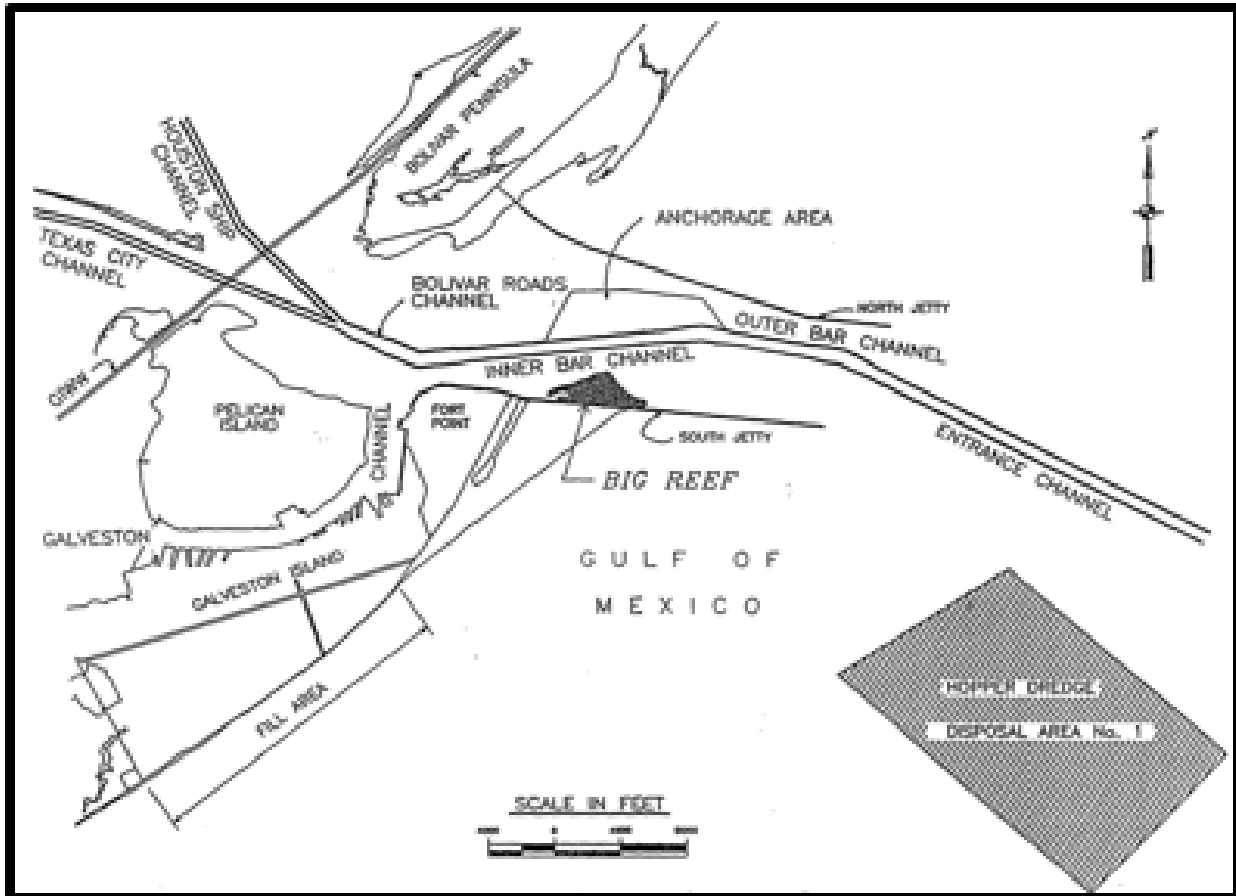 BOLIVAR PENINSULA
HOUSTON SHIP
CHANNEL
ANCHORAGE AREA
TEXAS CITY
CHANNEL
BOLIVAR ROADS
CHANNEL
NORTH JETTY
OUTER BAR CHANNEL
INNER BAR CHANNEL
PELICAN
ISLAND
CHANNEL
FORT
POINT
SOUTH JETTY
ENTRANCE CHANNEL
BIG REEF
GALVESTON
GALVESTON ISLAND
GULF OF
MEXICO
FILL AREA
HOPPER DREDGE
DISPOSAL AREA No. 1
SCALE IN FEET
0